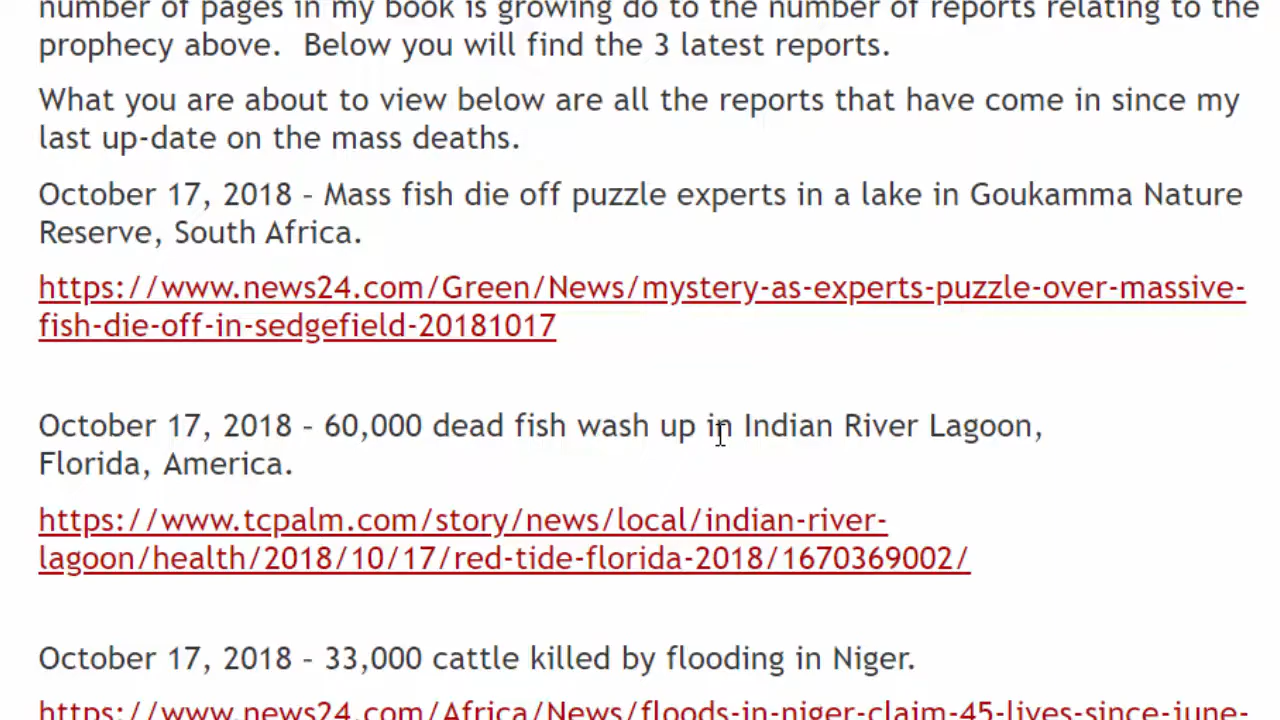 number of pages in my book is growing do to the number of reports relating to the
prophecy above.  Below you will find the 3 latest reports.
What you are about to view below are all the reports that have come in since my
last up-date on the mass deaths.
October 17, 2018 – Mass fish die off puzzle experts in a lake in Goukamma Nature
Reserve, South Africa.
https://www.news24.com/Green/News/mystery-as-experts-puzzle-over-massive-
fish-die-off-in-sedgefield-20181017
October 17, 2018 – 60,000 dead fish wash up in Indian River Lagoon,
Florida, America.
https://www.tcpalm.com/story/news/local/indian-river-
lagoon/health/2018/10/17/red-tide-florida-2018/1670369002/
October 17, 2018 – 33,000 cattle killed by flooding in Niger.
https://www.news24.com/Africa/News/floods-in-niger-claim-45-lives-since-june-